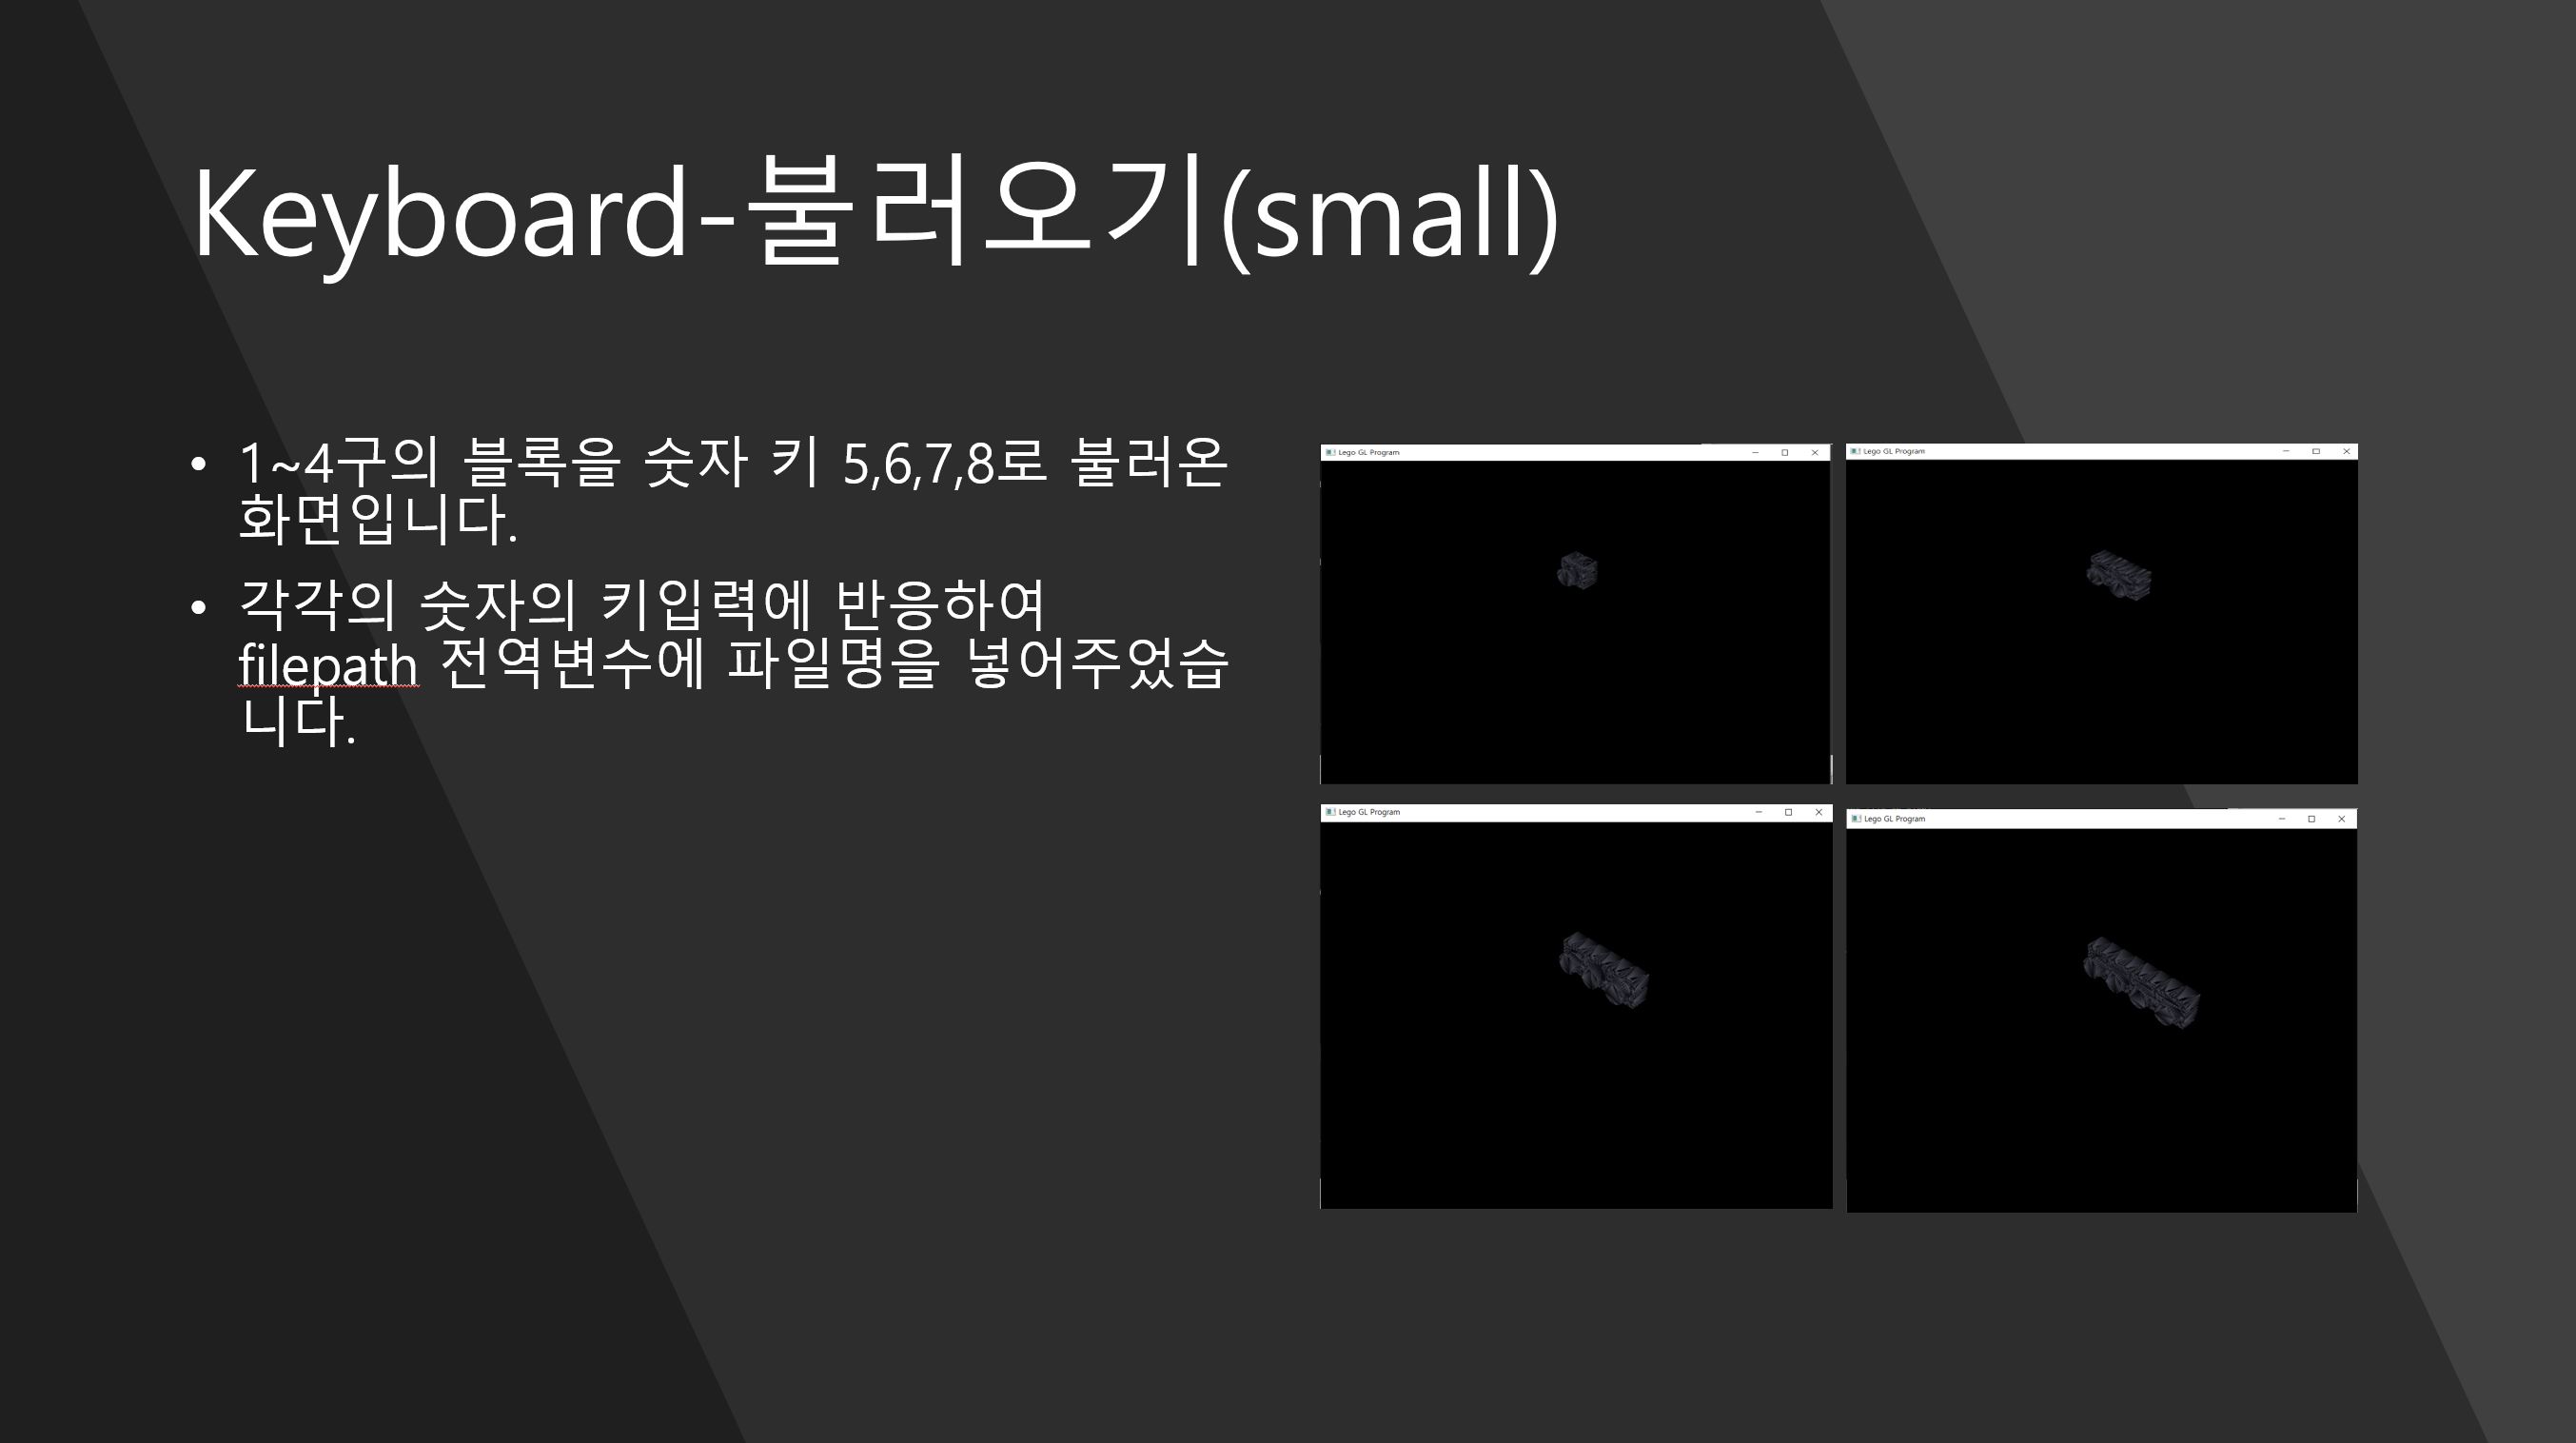 Keyboard-불러오기(small)
• 1~4구의 블록을 숫자 키 5,6,7,8로 불러온
화면입니다.
• 각각의 숫자의 키입력에 반응하여
filepath 전역변수에 파일명을 넣어주었습
니다.
Lego GL Program
Lego GL Program
Lego GL Program
Lego GL Program